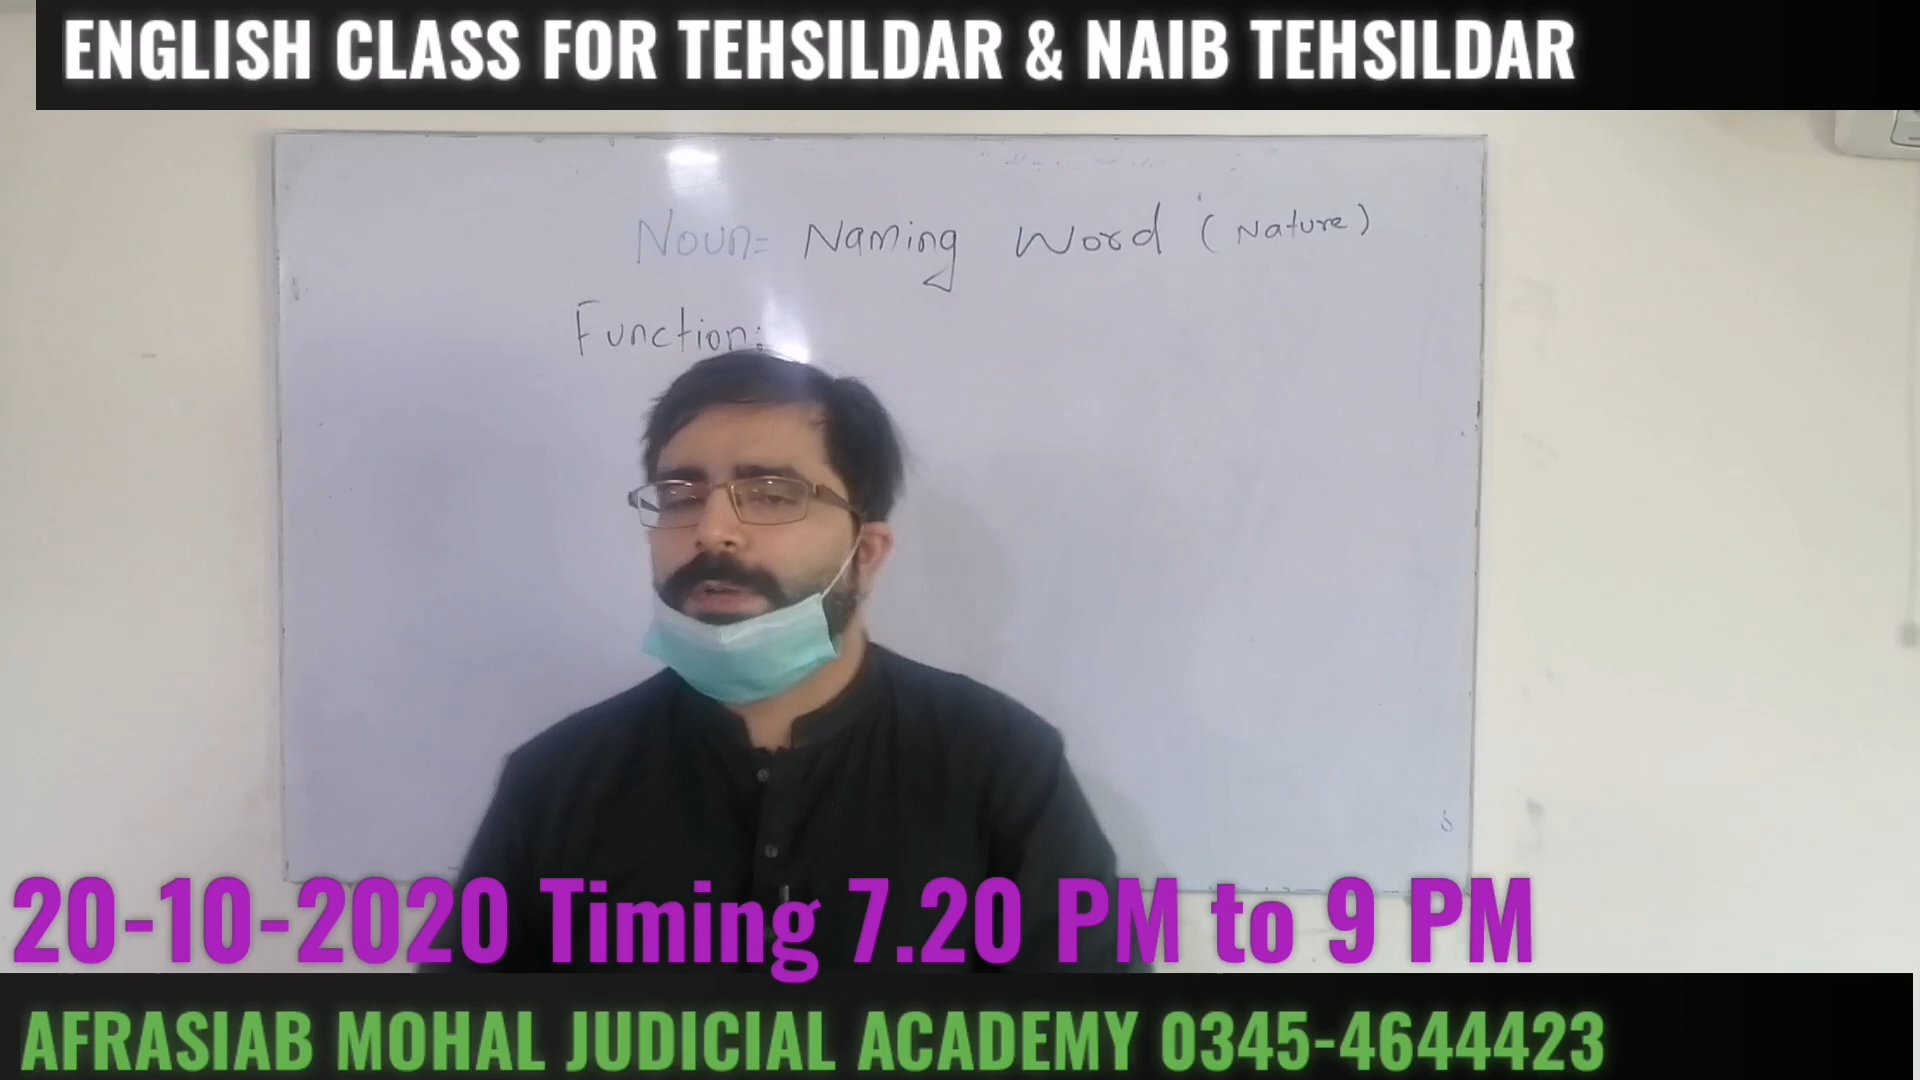 ENGLISH CLASS FOR TEHSILDAR & NAIB TEHSILDAR
Noun= Naming Word (Nature)
Function:
20-10-2020 Timing 7.20 PM to 9 PM
AFRASIAB MOHAL JUDICIAL ACADEMY 0345-4644423